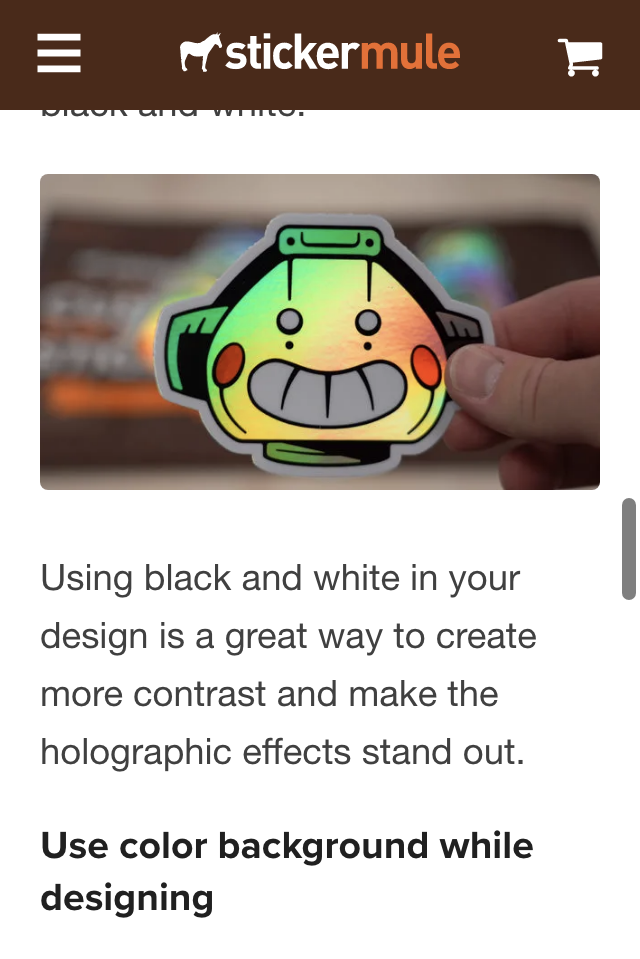 stickermule
black and white.
Using black and white in your
design is a great way to create
more contrast and make the
holographic effects stand out.
Use color background while
designing